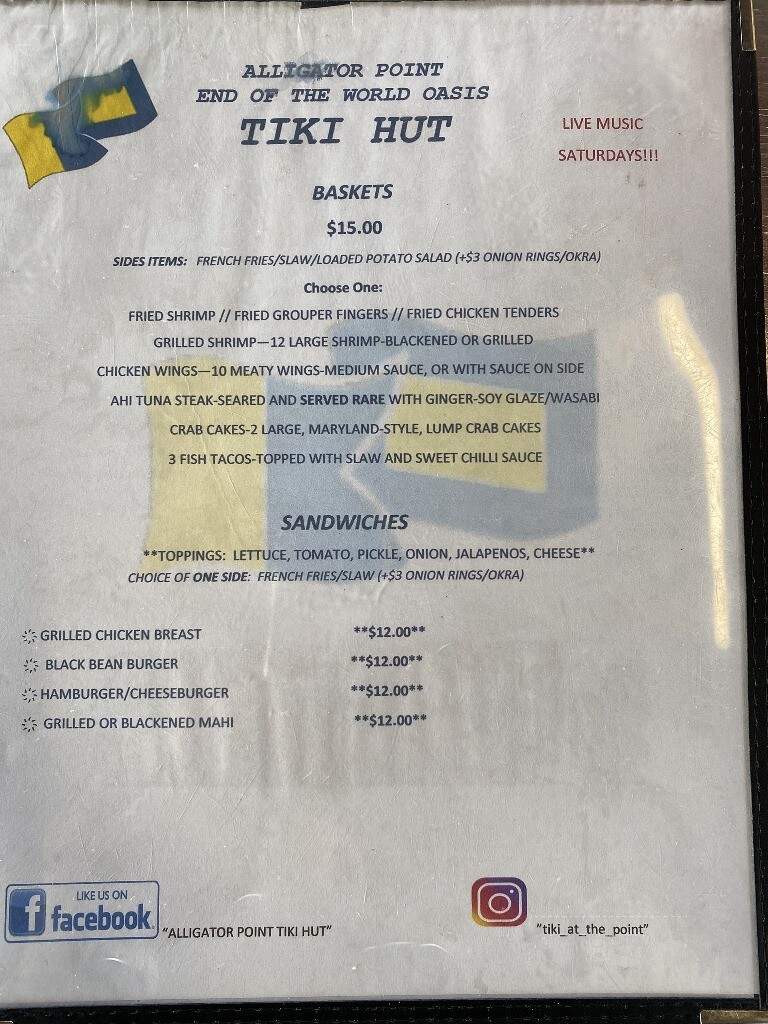 ALLIGATOR POINT
END OF THE WORLD OASIS
TIKI HUT
LIVE MUSIC
SATURDAYS!!!
BASKETS
$15.00
SIDES ITEMS: FRENCH FRIES/SLAW/LOADED POTATO SALAD (+$3 ONION RINGS/OKRA)
Choose One:
FRIED SHRIMP // FRIED GROUPER FINGERS // FRIED CHICKEN TENDERS
GRILLED SHRIMP—12 LARGE SHRIMP-BLACKENED OR GRILLED
CHICKEN WINGS—10 MEATY WINGS-MEDIUM SAUCE, OR WITH SAUCE ON SIDE
AHI TUNA STEAK-SEARED AND SERVED RARE WITH GINGER-SOY GLAZE/WASABI
CRAB CAKES-2 LARGE, MARYLAND-STYLE, LUMP CRAB CAKES
3 FISH TACOS-TOPPED WITH SLAW AND SWEET CHILLI SAUCE
SANDWICHES
**TOPPINGS: LETTUCE, TOMATO, PICKLE, ONION, JALAPENOS, CHEESE**
CHOICE OF ONE SIDE: FRENCH FRIES/SLAW (+$3 ONION RINGS/OKRA)
GRILLED CHICKEN BREAST **$12.00**
BLACK BEAN BURGER **$12.00**
HAMBURGER/CHEESEBURGER **$12.00**
GRILLED OR BLACKENED MAHI **$12.00**
LIKE US ON
facebook
"ALLIGATOR POINT TIKI HUT"
"tiki_at_the_point"